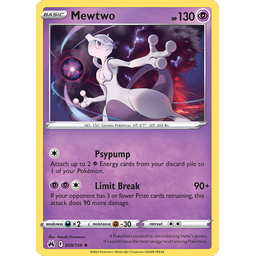 BASIC Mewtwo HP 130
NO. 150 Genetic Pokémon HT: 6'7" WT: 269 lbs.
Psypump
Attach up to 2 Energy cards from your discard pile to
1 of your Pokémon.
Limit Break 90+
If your opponent has 3 or fewer Prize cards remaining, this
attack does 90 more damage.
weakness ×2 resistance -30 retreat
059/159 ★